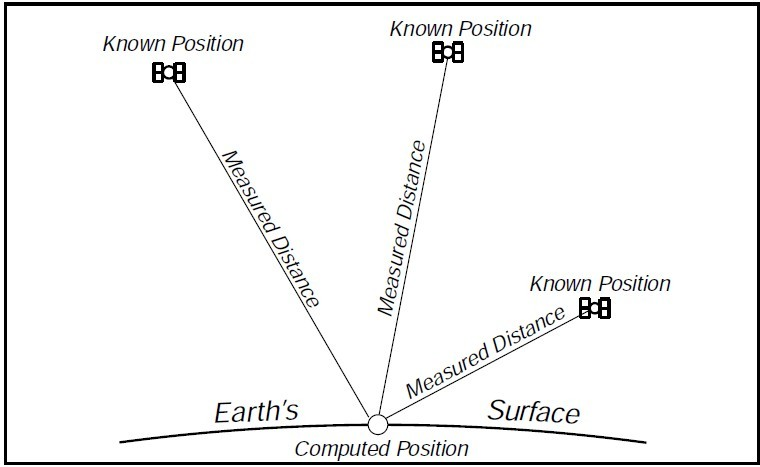 Known Position
Known Position
Measured Distance
Measured Distance
Known Position
Measured Distance
Earth's Surface
Computed Position